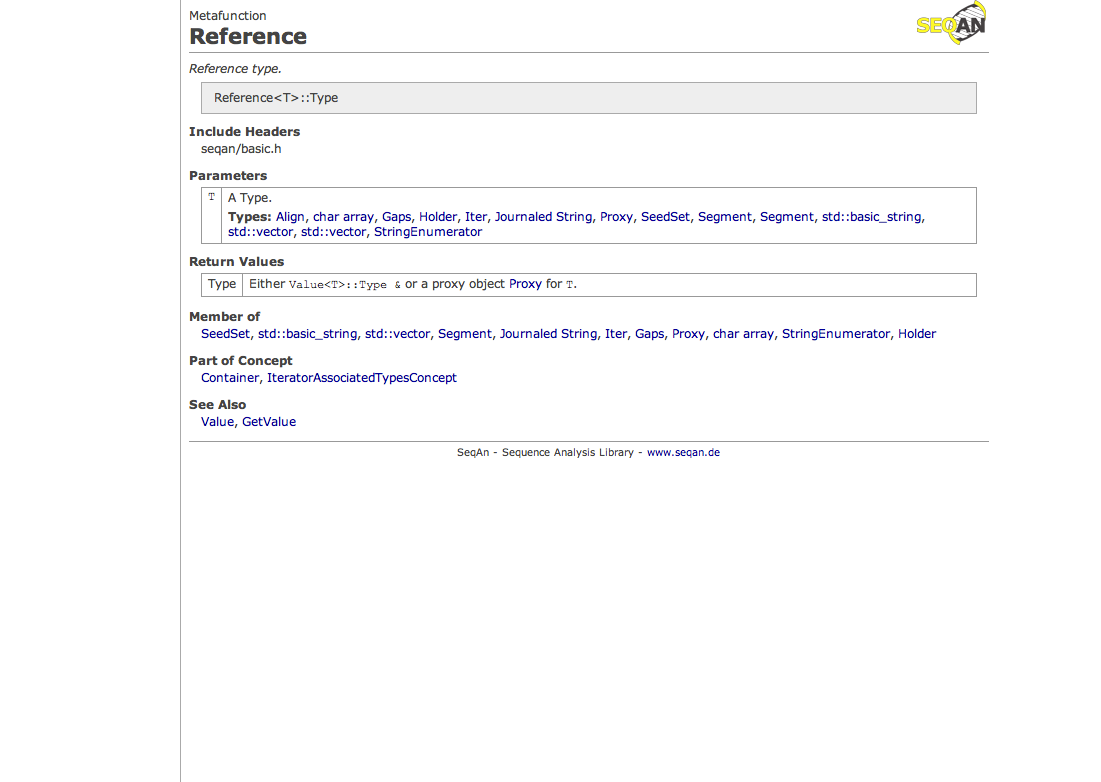 Metafunction
SEQAN
Reference
Reference type.
Reference<T>::Type
Include Headers
seqan/basic.h
Parameters
T A Type.
Types: Align, char array, Gaps, Holder, Iter, Journaled String, Proxy, SeedSet, Segment, Segment, std::basic_string,
std::vector, std::vector, StringEnumerator
Return Values
Type Either Value<T>::Type & or a proxy object Proxy for T.
Member of
SeedSet, std::basic_string, std::vector, Segment, Journaled String, Iter, Gaps, Proxy, char array, StringEnumerator, Holder
Part of Concept
Container, IteratorAssociatedTypesConcept
See Also
Value, GetValue
SeqAn - Sequence Analysis Library - www.seqan.de